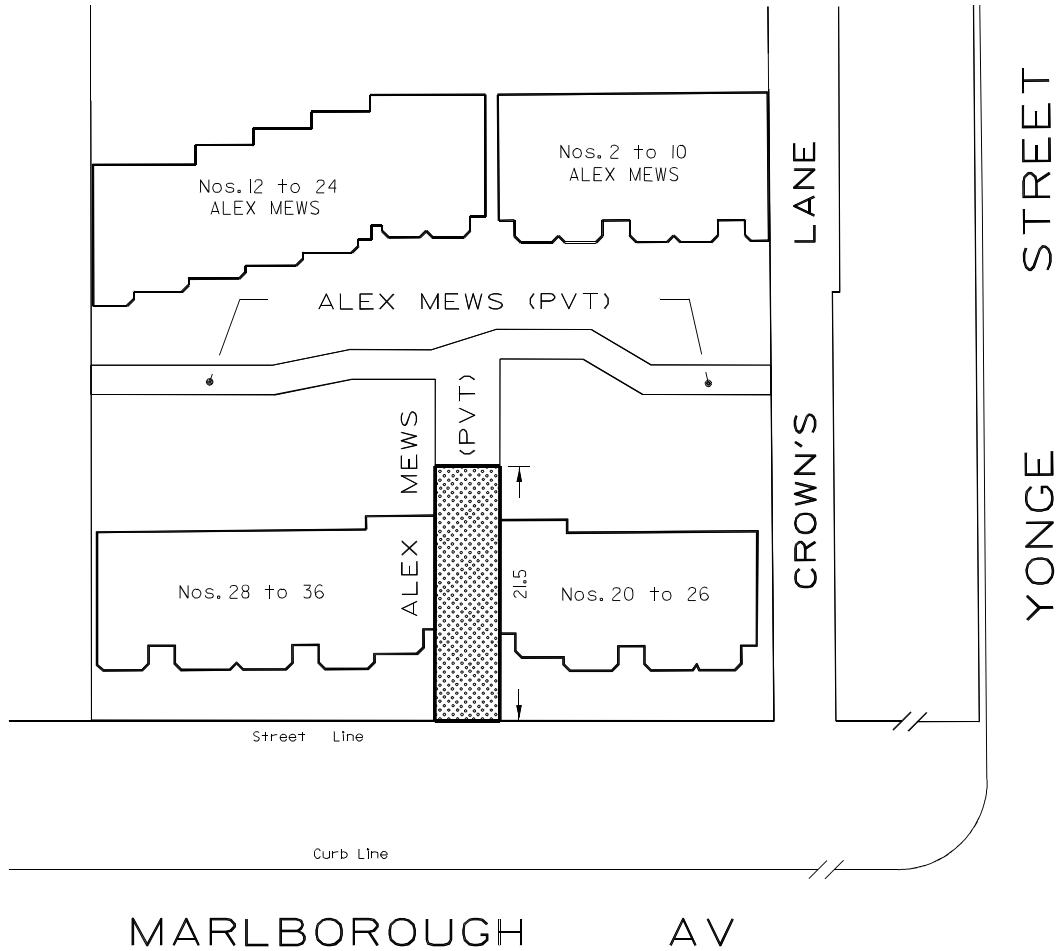 Nos. 2 to 10
ALEX MEWS
Nos. 12 to 24
ALEX MEWS
ALEX MEWS (PVT)
ALEX MEWS
(PVT)
21.5
Nos. 28 to 36
Nos. 20 to 26
CROWN'S LANE
YONGE STREET
Street Line
Curb Line
MARLBOROUGH AV